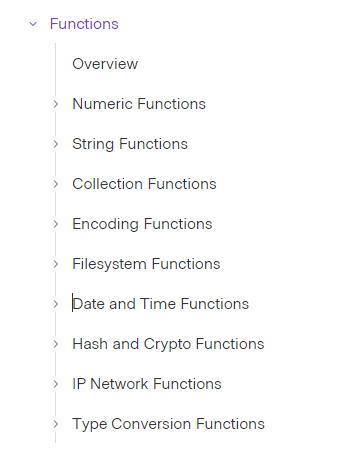 Functions
Overview
Numeric Functions
String Functions
Collection Functions
Encoding Functions
Filesystem Functions
Date and Time Functions
Hash and Crypto Functions
IP Network Functions
Type Conversion Functions